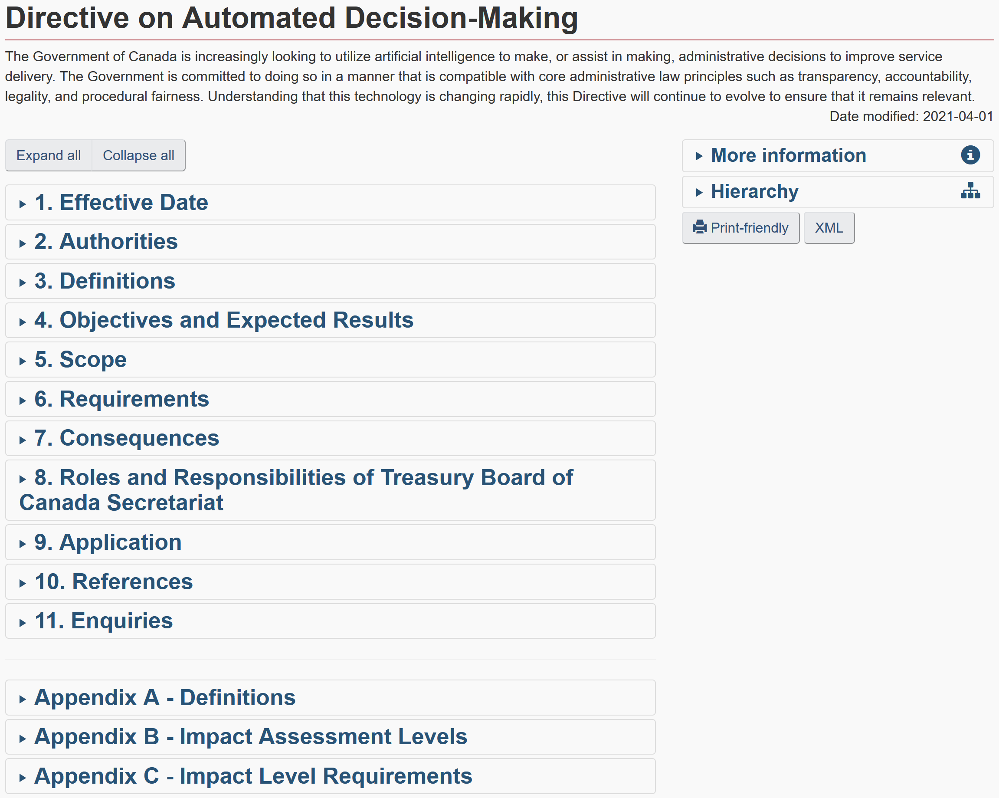 Directive on Automated Decision-Making
The Government of Canada is increasingly looking to utilize artificial intelligence to make, or assist in making, administrative decisions to improve service
delivery. The Government is committed to doing so in a manner that is compatible with core administrative law principles such as transparency, accountability,
legality, and procedural fairness. Understanding that this technology is changing rapidly, this Directive will continue to evolve to ensure that it remains relevant.
Date modified: 2021-04-01
Expand all Collapse all
1. Effective Date
2. Authorities
3. Definitions
4. Objectives and Expected Results
5. Scope
6. Requirements
7. Consequences
8. Roles and Responsibilities of Treasury Board of
Canada Secretariat
9. Application
10. References
11. Enquiries
Appendix A - Definitions
Appendix B - Impact Assessment Levels
Appendix C - Impact Level Requirements
More information
Hierarchy
Print-friendly XML